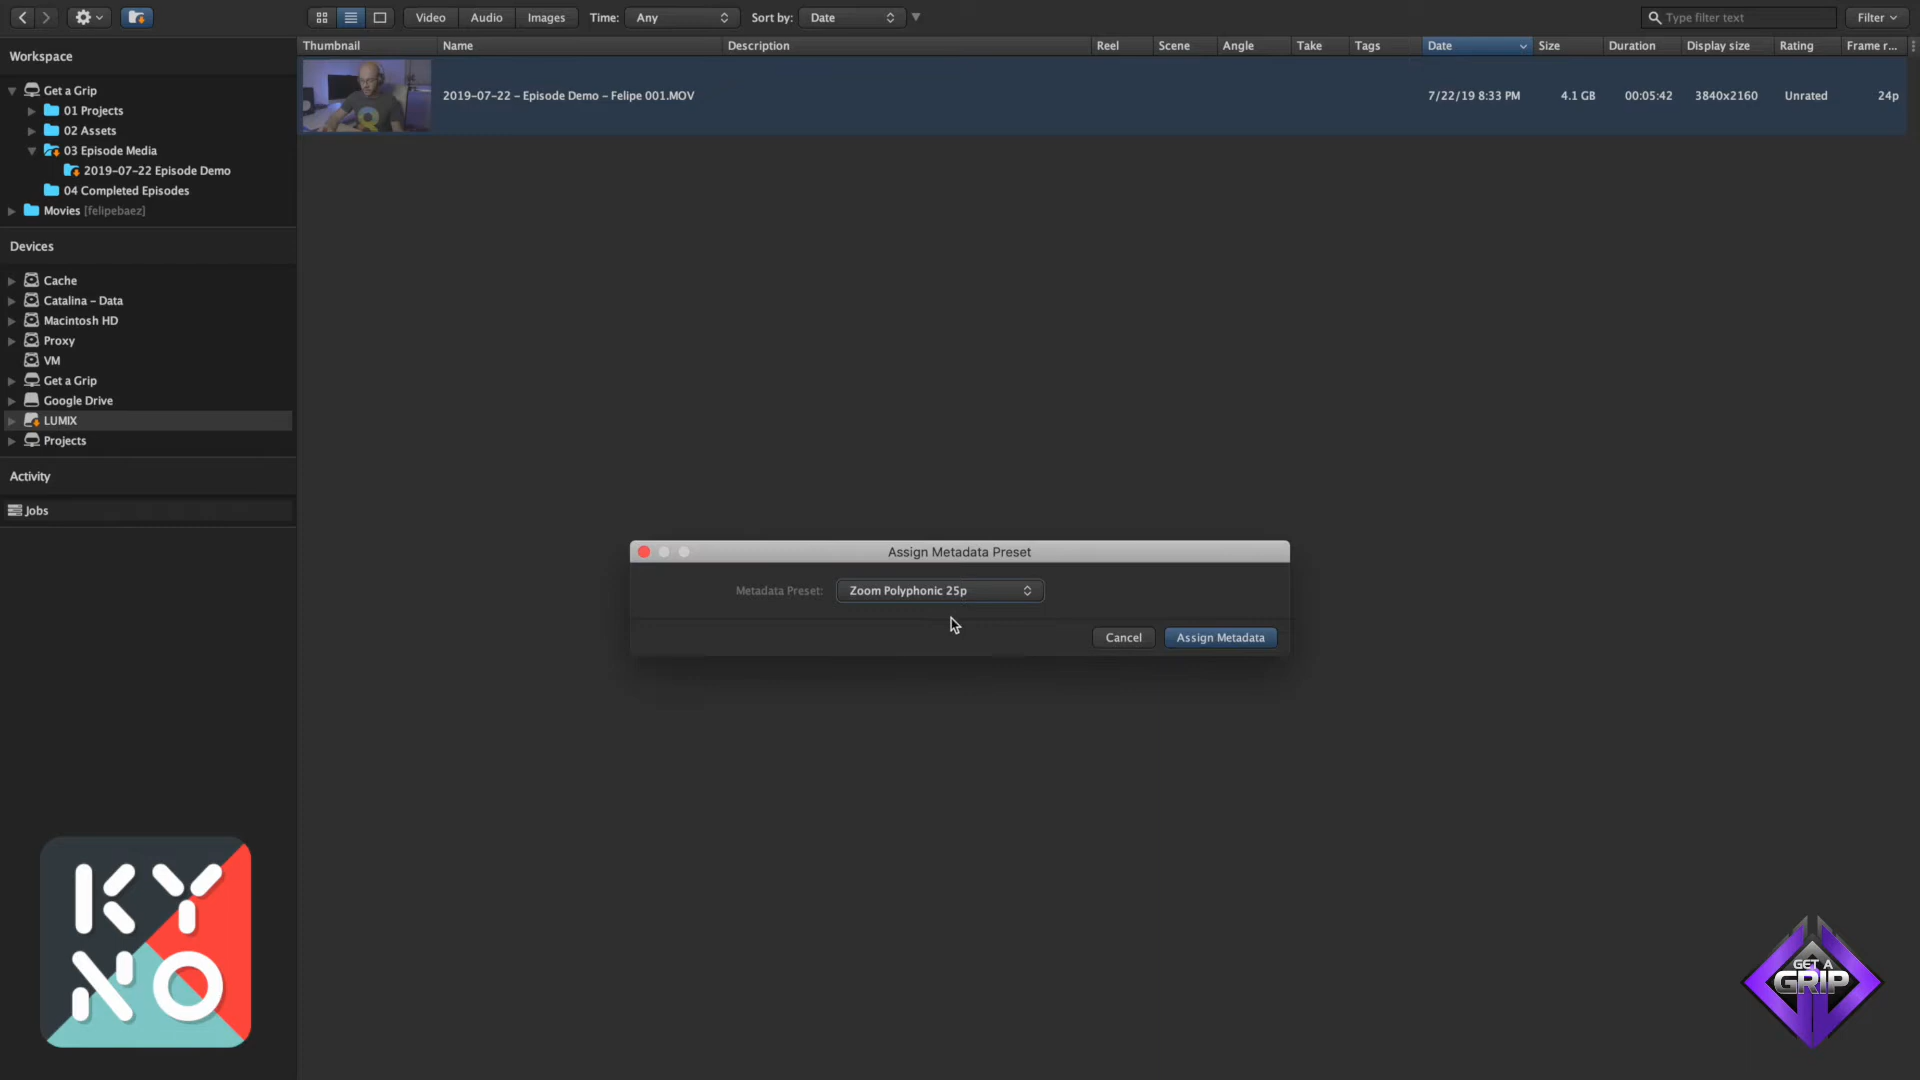 Video Audio Images Time: Any Sort by: Date Type filter text Filter
Workspace
Thumbnail Name Description Reel Scene Angle Take Tags Date Size Duration Display size Rating Frame r...
Get a Grip
01 Projects
02 Assets
03 Episode Media
2019-07-22 Episode Demo
04 Completed Episodes
Movies [felipebaez]
2019-07-22 – Episode Demo – Felipe 001.MOV 7/22/19 8:33 PM 4.1 GB 00:05:42 3840x2160 Unrated 24p
Devices
Cache
Catalina – Data
Macintosh HD
Proxy
VM
Get a Grip
Google Drive
LUMIX
Projects
Activity
Jobs
Assign Metadata Preset
Metadata Preset: Zoom Polyphonic 25p
Cancel Assign Metadata
KY
NO
GET A
GRIP